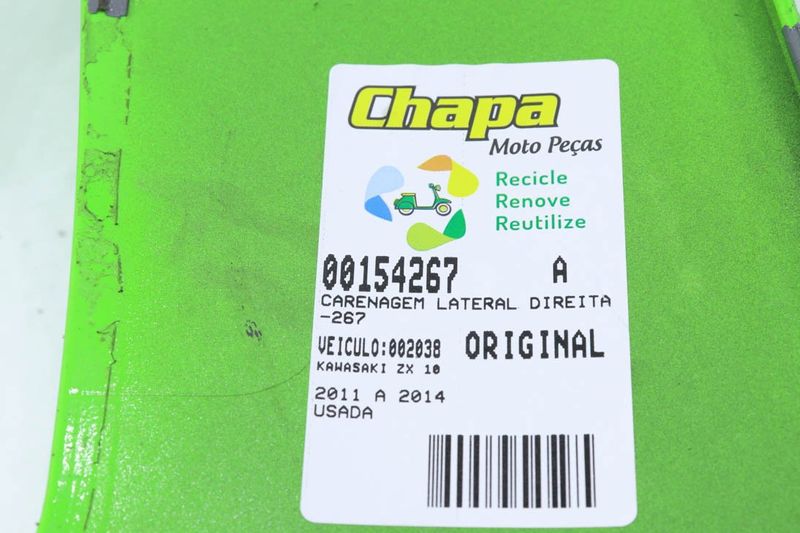 Chapa
Moto Peças
Recicle
Renove
Reutilize
00154267 A
CARENAGEM LATERAL DIREITA
-267
VEICULO:002038 ORIGINAL
KAWASAKI ZX 10
2011 A 2014
USADA